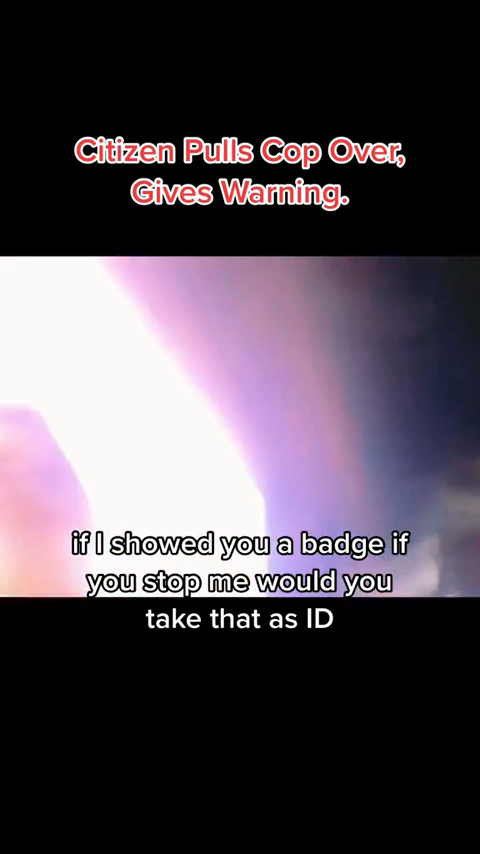 Citizen Pulls Cop Over,
Gives Warning.
if I showed you a badge if
you stop me would you
take that as ID